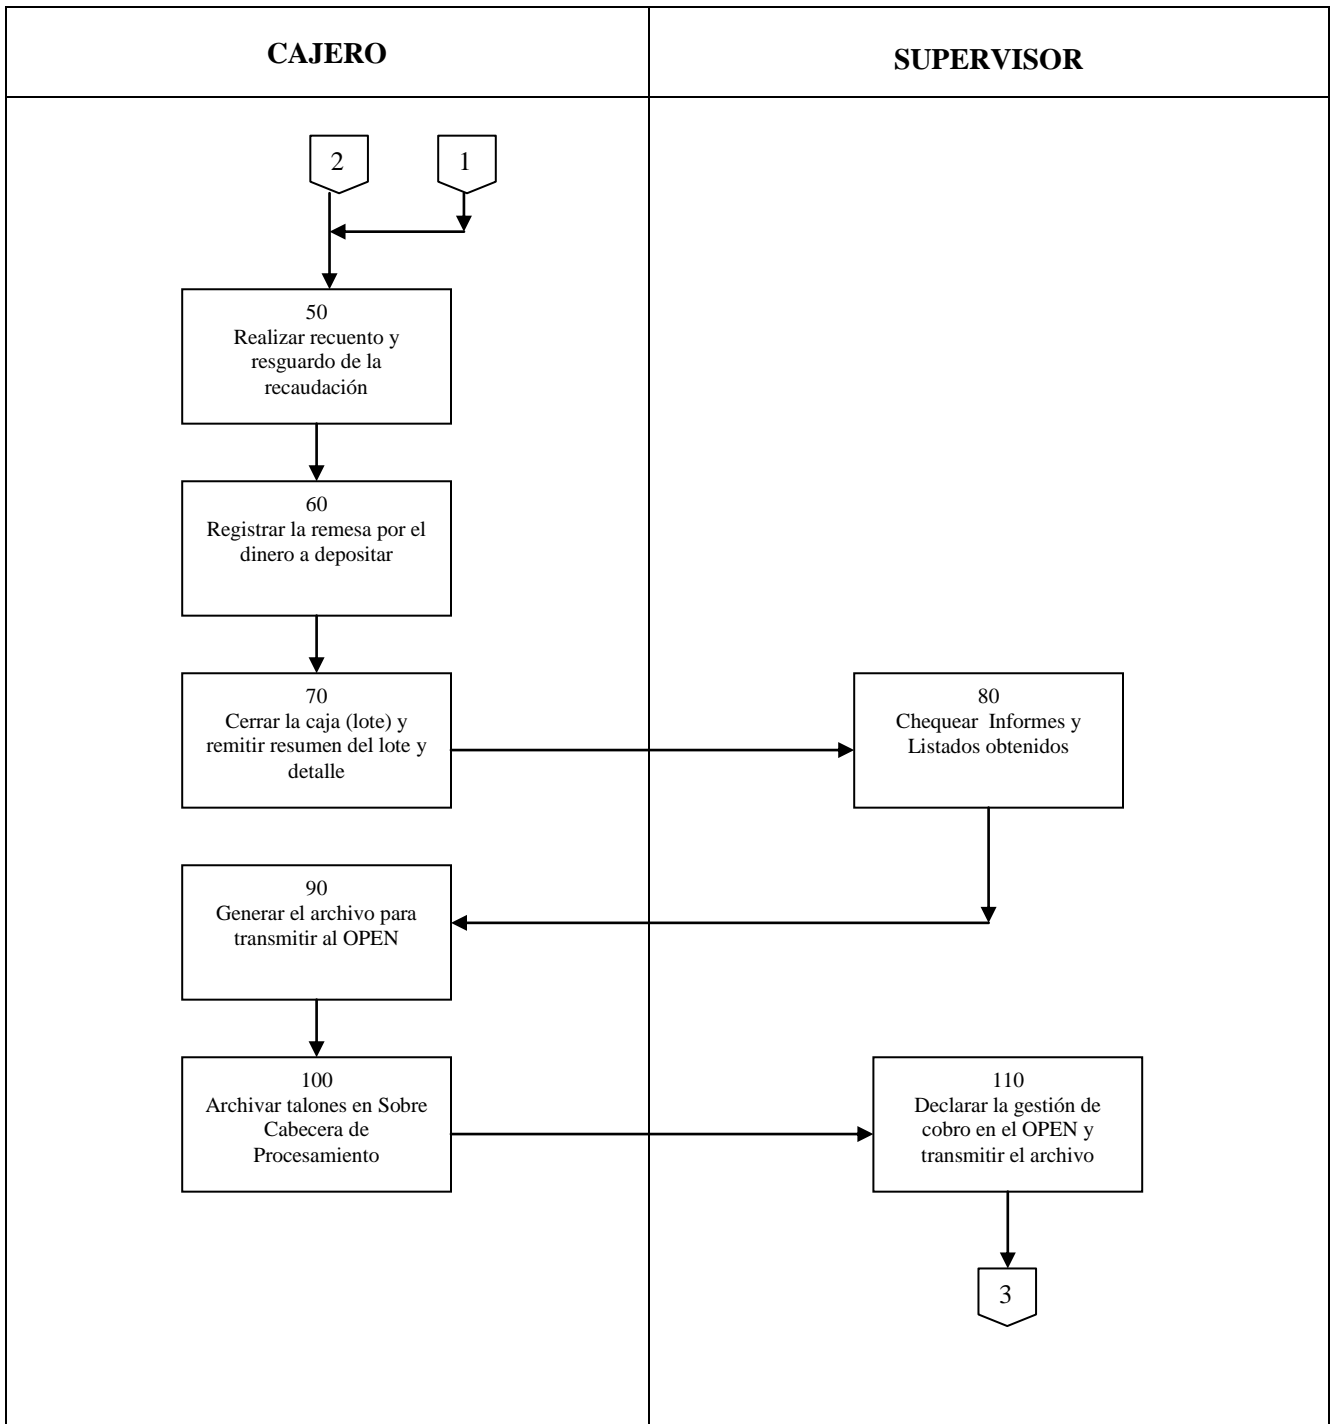 CAJERO
SUPERVISOR
2
1
50
Realizar recuento y
resguardo de la
recaudación
60
Registrar la remesa por el
dinero a depositar
70
Cerrar la caja (lote) y
remitir resumen del lote y
detalle
80
Chequear Informes y
Listados obtenidos
90
Generar el archivo para
transmitir al OPEN
100
Archivar talones en Sobre
Cabecera de
Procesamiento
110
Declarar la gestión de
cobro en el OPEN y
transmitir el archivo
3